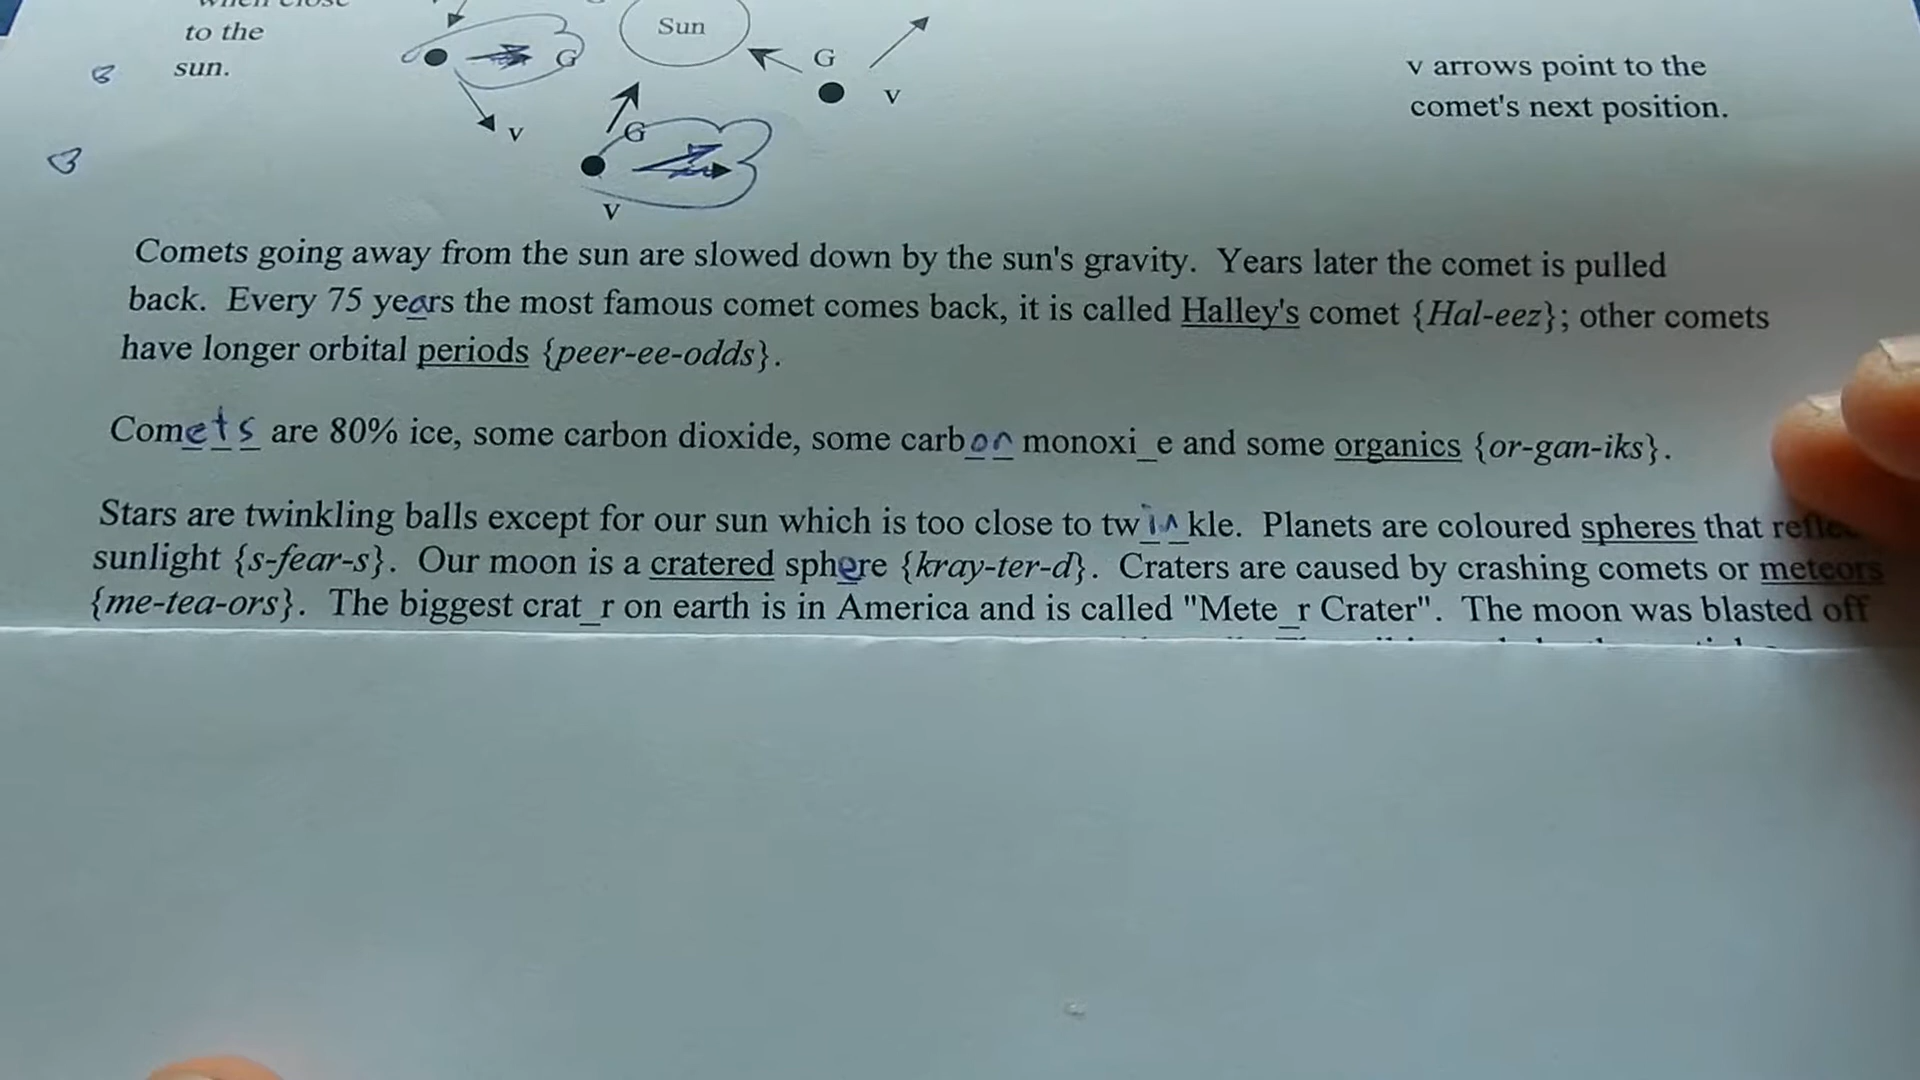 when close
to the
sun.
Sun
G
G
v
v
G
v
v arrows point to the
comet's next position.
Comets going away from the sun are slowed down by the sun's gravity. Years later the comet is pulled
back. Every 75 years the most famous comet comes back, it is called Halley's comet {Hal-eez}; other comets
have longer orbital periods {peer-ee-odds}.
Comets are 80% ice, some carbon dioxide, some carbon monoxi_e and some organics {or-gan-iks}.
Stars are twinkling balls except for our sun which is too close to twinkle. Planets are coloured spheres that
sunlight {s-fear-s}. Our moon is a cratered sphere {kray-ter-d}. Craters are caused by crashing comets or meteors
{me-tea-ors}. The biggest crat_r on earth is in America and is called "Mete_r Crater". The moon was blasted off